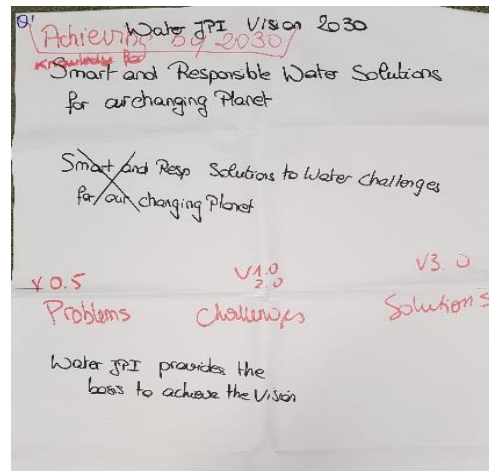 Q1
Water JPI Vision 2030
Achieving by 2030
Knowledge for
Smart and Responsible Water Solutions
for our changing Planet
Smart and Resp Solutions to Water Challenges
for our changing Planet
V 0.5
V1.0
2.0
V3.0
Problems
Challenges
Solutions
Water JPI provides the
basis to achieve the Vision